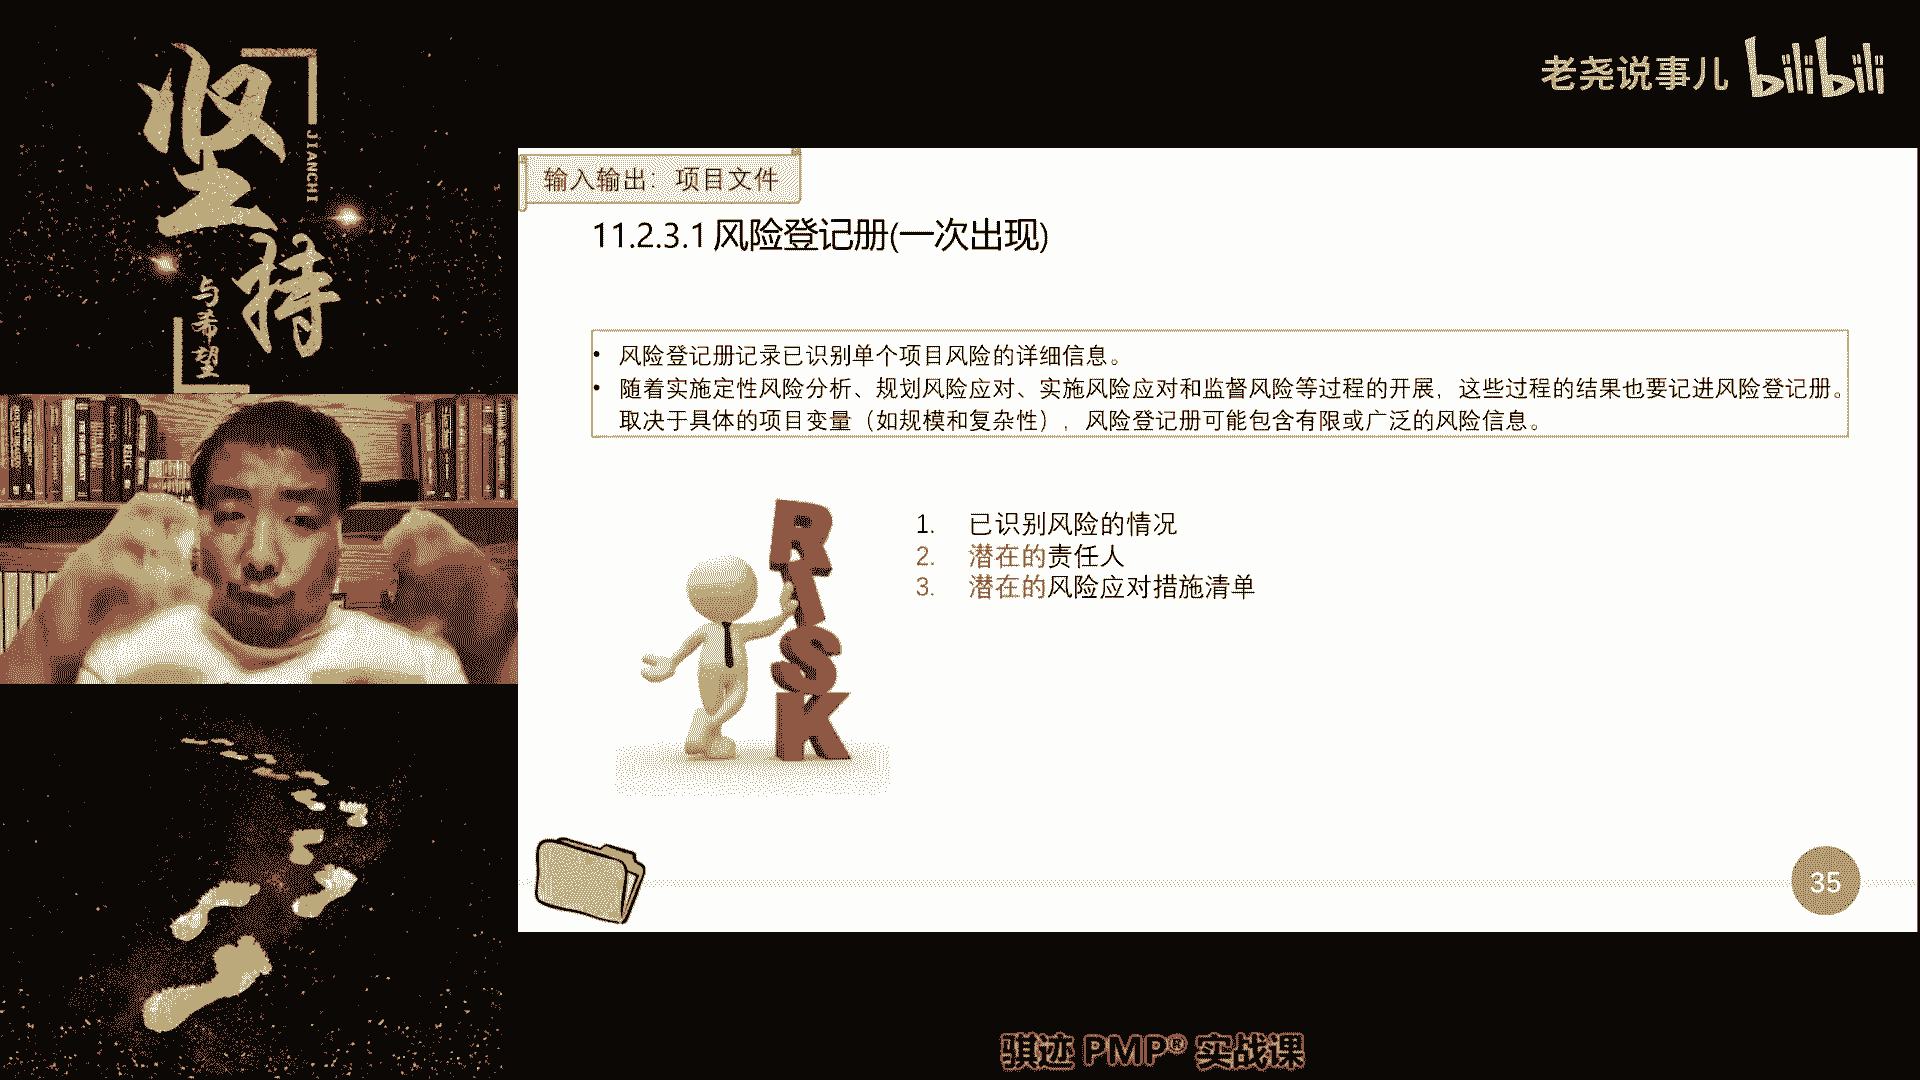 坚持
JIANCHI
与希望
老尧说事儿 bilibili
输入输出：项目文件
11.2.3.1 风险登记册(一次出现)
• 风险登记册记录已识别单个项目风险的详细信息。
• 随着实施定性风险分析、规划风险应对、实施风险应对和监督风险等过程的开展，这些过程的结果也要记进风险登记册。
取决于具体的项目变量（如规模和复杂性），风险登记册可能包含有限或广泛的风险信息。
RISK
1. 已识别风险的情况
2. 潜在的责任人
3. 潜在的风险应对措施清单
35
骐迹 PMP® 实战课